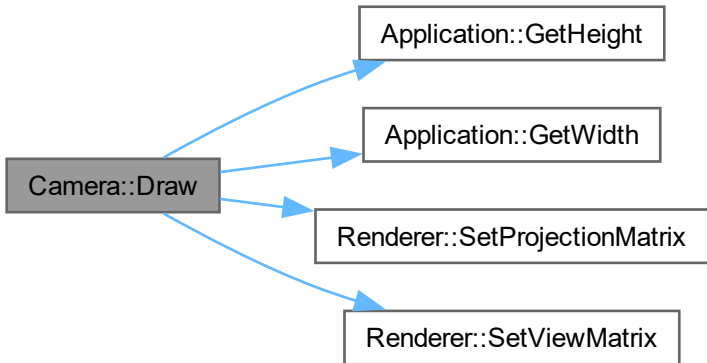 Application::GetHeight
Application::GetWidth
Camera::Draw
Renderer::SetProjectionMatrix
Renderer::SetViewMatrix